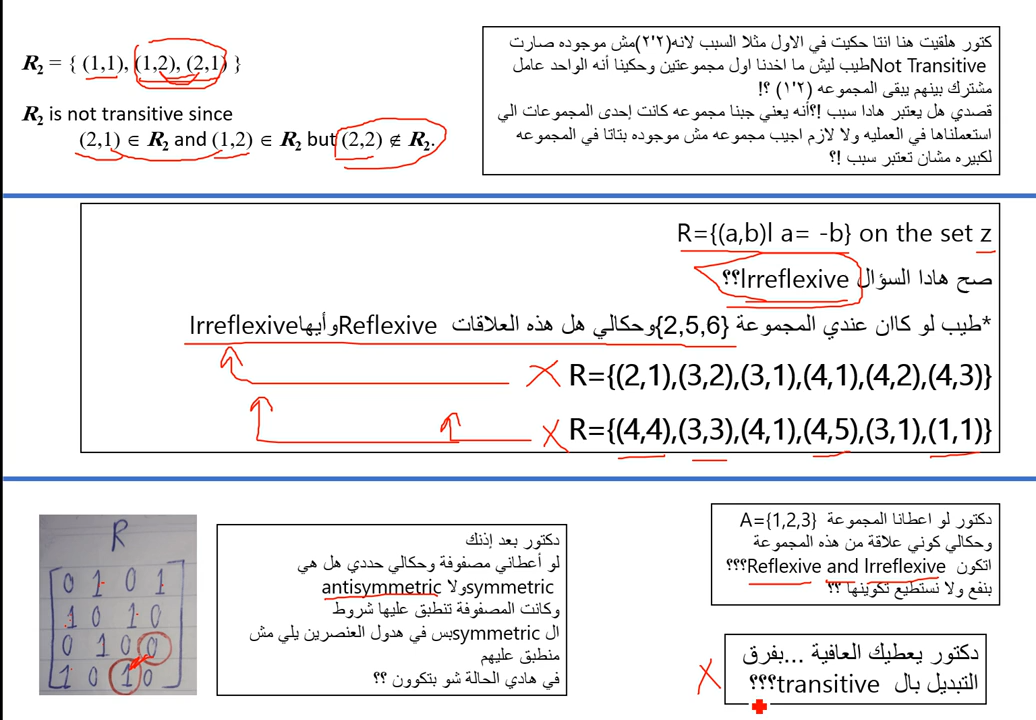 R₂ = { (1,1), (1,2), (2,1) }
R₂ is not transitive since
(2,1) ∈ R₂ and (1,2) ∈ R₂ but (2,2) ∉ R₂.
كتور هلقيت هنا انتا حكيت في الاول مثلا السبب لانه(٢٬٢)مش موجوده صارت
Not Transitiveطيب ليش ما اخدنا اول مجموعتين وحكينا أنه الواحد عامل
مشترك بينهم يبقى المجموعه (١٬٢) ؟!
قصدي هل يعتبر هادا سبب !؟أنه يعني جبنا مجموعه كانت إحدى المجموعات الي
استعملناها في العمليه ولا لازم اجيب مجموعه مش موجوده بتاتا في المجموعه
لكبيره مشان تعتبر سبب !؟
R={(a,b)l a= -b} on the set z
صح هادا السؤال Irreflexive؟؟
*طيب لو كاان عندي المجموعة {2,5,6}وحكالي هل هذه العلاقات Reflexive وأيهاIrreflexive
R={(2,1),(3,2),(3,1),(4,1),(4,2),(4,3)}
R={(4,4),(3,3),(4,1),(4,5),(3,1),(1,1)}
R
0 1 0 1
1 0 1 0
0 1 0 0
1 0 1 0
دكتور بعد إذنك
لو أعطاني مصفوفة وحكالي حددي هل هي
symmetricولا antisymmetric
وكانت المصفوفة تنطبق عليها شروط
ال symmetricبس في هدول العنصرين يلي مش
منطبق عليهم
في هادي الحالة شو بتكوون ؟؟
دكتور لو اعطانا المجموعة A={1,2,3}
وحكالي كوني علاقة من هذه المجموعة
اتكون Reflexive and Irreflexive؟؟؟
بنفع ولا نستطيع تكوينها ؟؟
دكتور يعطيك العافية ...بفرق
التبديل بال transitive؟؟؟